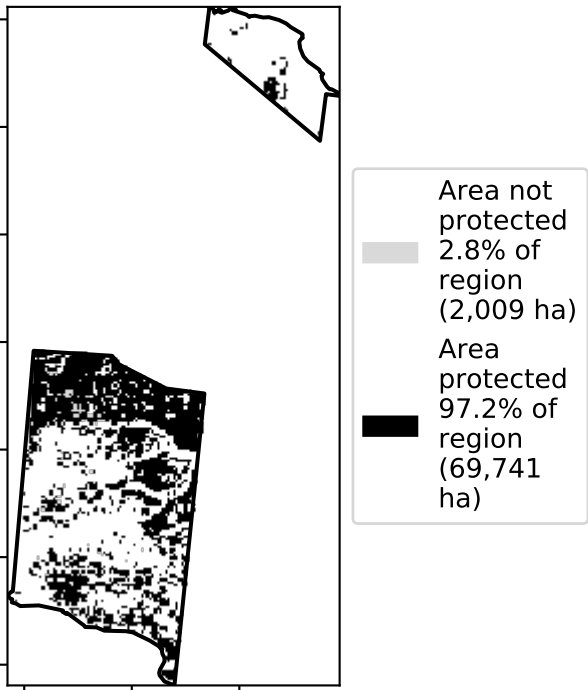 Area not
protected
2.8% of
region
(2,009 ha)
Area
protected
97.2% of
region
(69,741
ha)